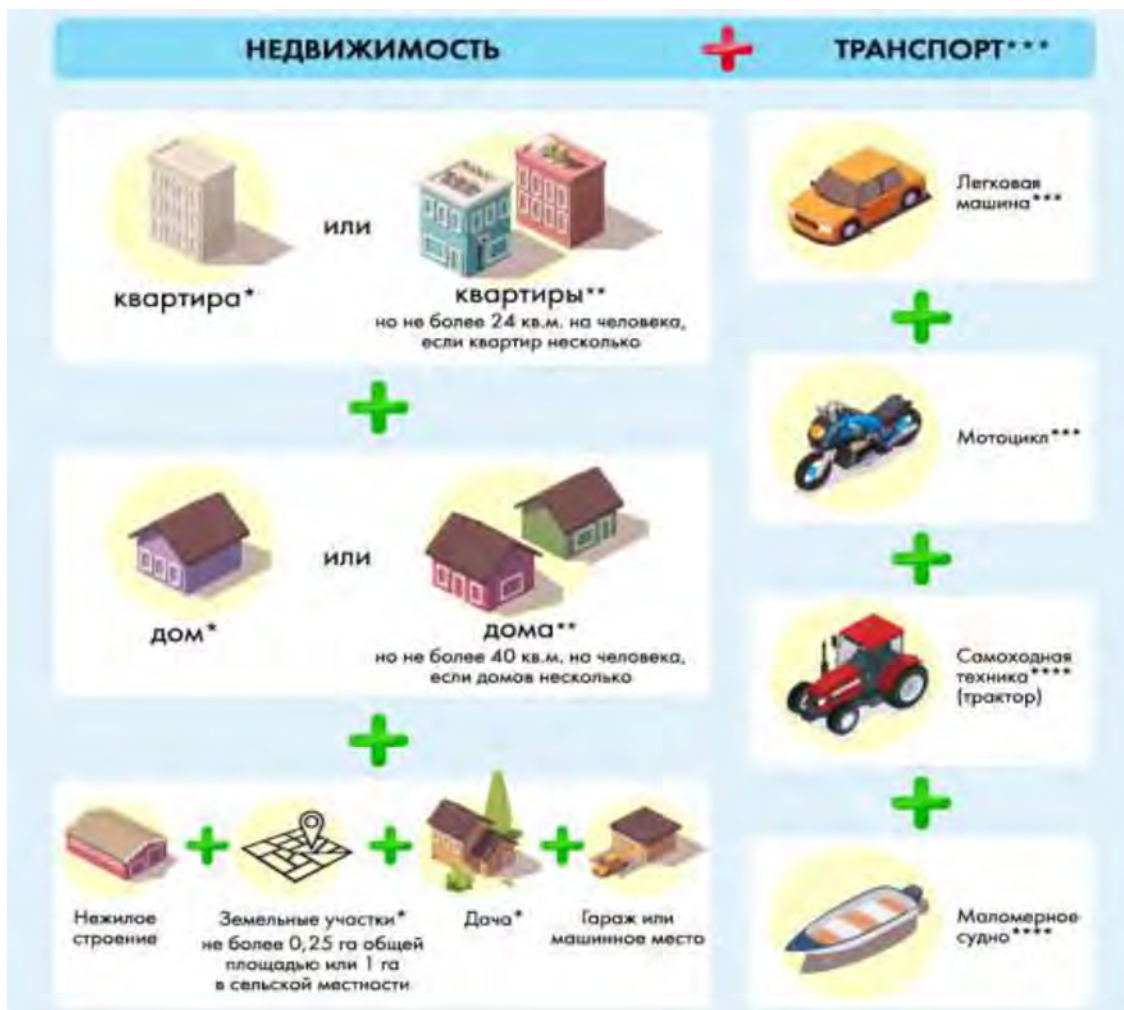 НЕДВИЖИМОСТЬ
ТРАНСПОРТ***
квартира*
или
квартиры**
но не более 24 кв.м. на человека,
если квартир несколько
дом*
или
дома**
но не более 40 кв.м. на человека,
если домов несколько
Нежилое
строение
Земельные участки*
не более 0,25 га общей
площадью или 1 га
в сельской местности
Дача*
Гараж или
машинное место
Легковая
машина***
Мотоцикл***
Самоходная
техника****
(трактор)
Маломерное
судно****